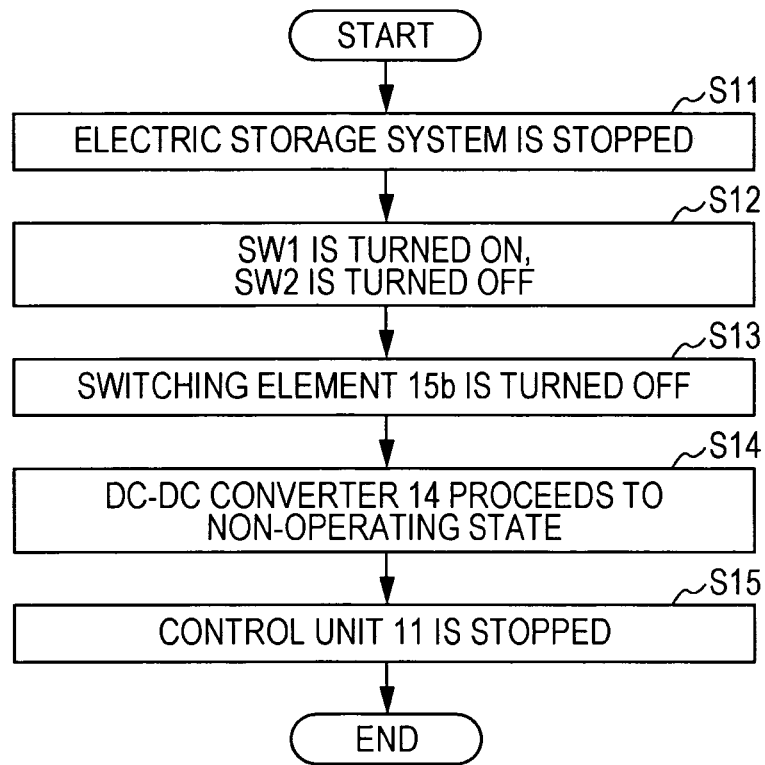 START
S11
ELECTRIC STORAGE SYSTEM IS STOPPED
S12
SW1 IS TURNED ON,
SW2 IS TURNED OFF
S13
SWITCHING ELEMENT 15b IS TURNED OFF
S14
DC-DC CONVERTER 14 PROCEEDS TO
NON-OPERATING STATE
S15
CONTROL UNIT 11 IS STOPPED
END